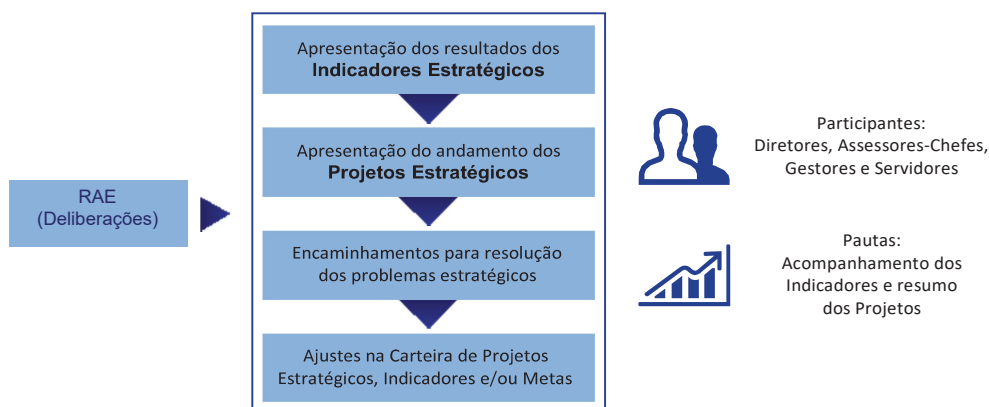 RAE
(Deliberações)
Apresentação dos resultados dos
Indicadores Estratégicos
Apresentação do andamento dos
Projetos Estratégicos
Encaminhamentos para resolução
dos problemas estratégicos
Ajustes na Carteira de Projetos
Estratégicos, Indicadores e/ou Metas
Participantes:
Diretores, Assessores-Chefes,
Gestores e Servidores
Pautas:
Acompanhamento dos
Indicadores e resumo
dos Projetos